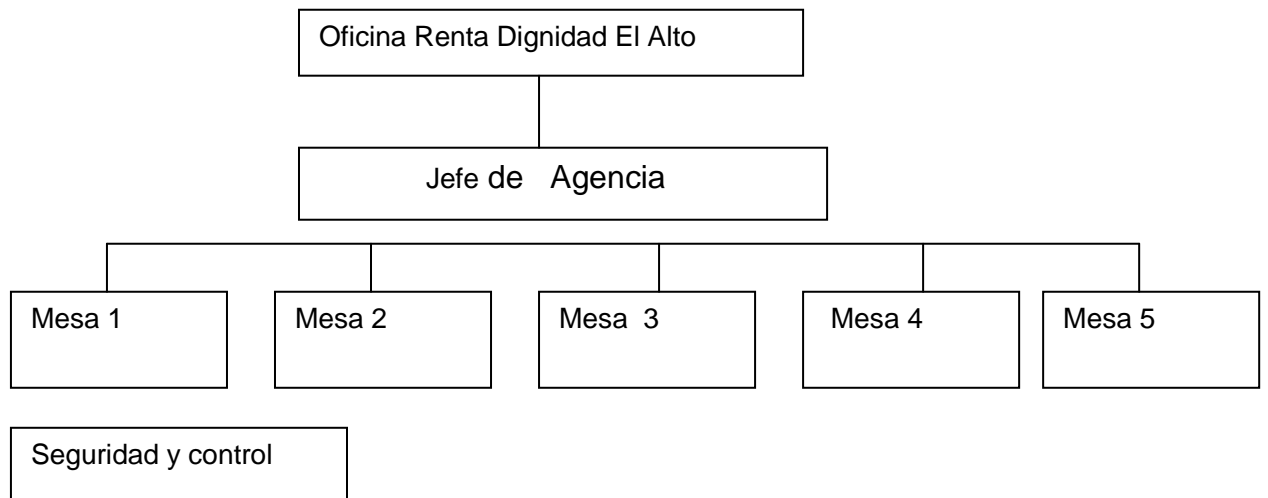 Oficina Renta Dignidad El Alto
Jefe de Agencia
Mesa 1
Mesa 2
Mesa 3
Mesa 4
Mesa 5
Seguridad y control